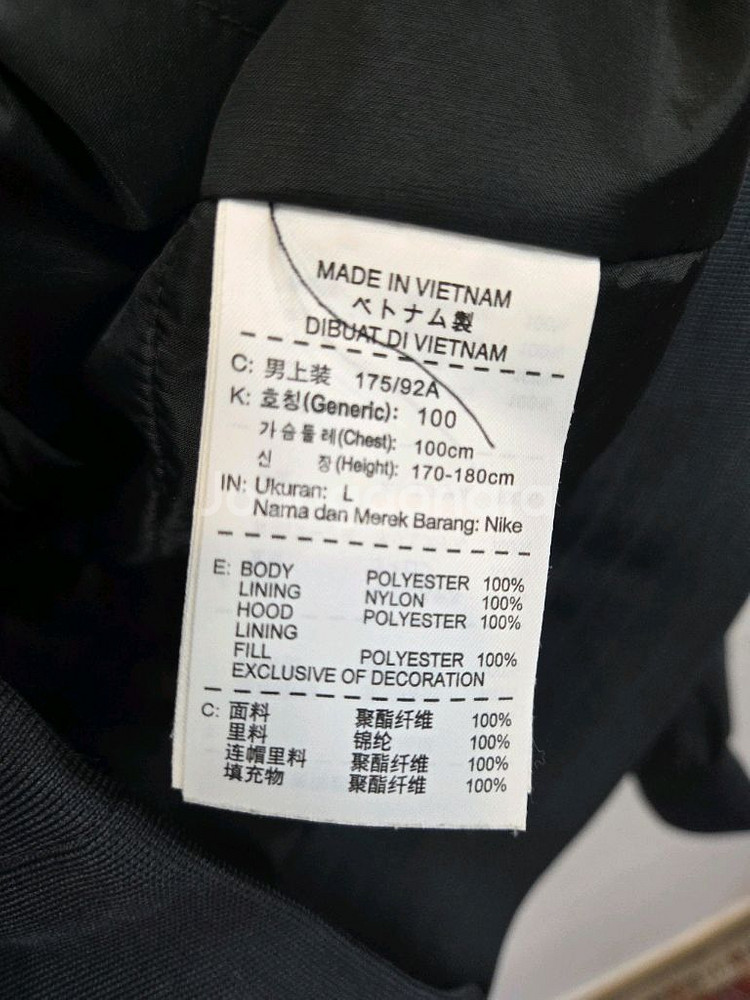 MADE IN VIETNAM
ベトナム製
DIBUAT DI VIETNAM
C: 男上装 175/92A
K: 호칭(Generic): 100
가슴둘레(Chest): 100cm
신 장(Height): 170-180cm
IN: Ukuran: L
Nama dan Merek Barang: Nike
E: BODY POLYESTER 100%
LINING NYLON 100%
HOOD POLYESTER 100%
LINING
FILL POLYESTER 100%
EXCLUSIVE OF DECORATION
C: 面料 聚酯纤维 100%
里料 锦纶 100%
连帽里料 聚酯纤维 100%
填充物 聚酯纤维 100%